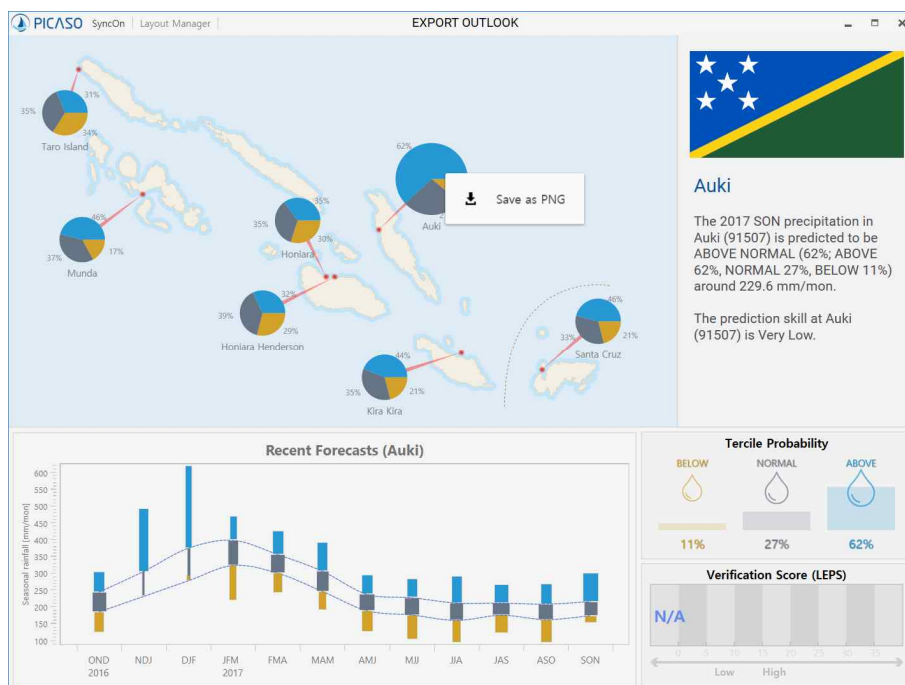 PICASO SyncOn Layout Manager
EXPORT OUTLOOK
31%
35%
34%
Taro Island
46%
37%
17%
Munda
35%
35%
30%
Honiara
32%
39%
29%
Honiara Henderson
62%
Auki
Save as PNG
44%
35%
21%
Kira Kira
46%
33%
21%
Santa Cruz
Auki
The 2017 SON precipitation in
Auki (91507) is predicted to be
ABOVE NORMAL (62%; ABOVE
62%, NORMAL 27%, BELOW 11%)
around 229.6 mm/mon.
The prediction skill at Auki
(91507) is Very Low.
Recent Forecasts (Auki)
Seasonal rainfall (mm/mon)
600
550
500
450
400
350
300
250
200
150
100
OND NDJ DJF JFM FMA MAM AMJ MJJ JJA JAS ASO SON
2016 2017
Tercile Probability
BELOW NORMAL ABOVE
11% 27% 62%
Verification Score (LEPS)
N/A
0 5 10 15 20 25 30 35
Low High